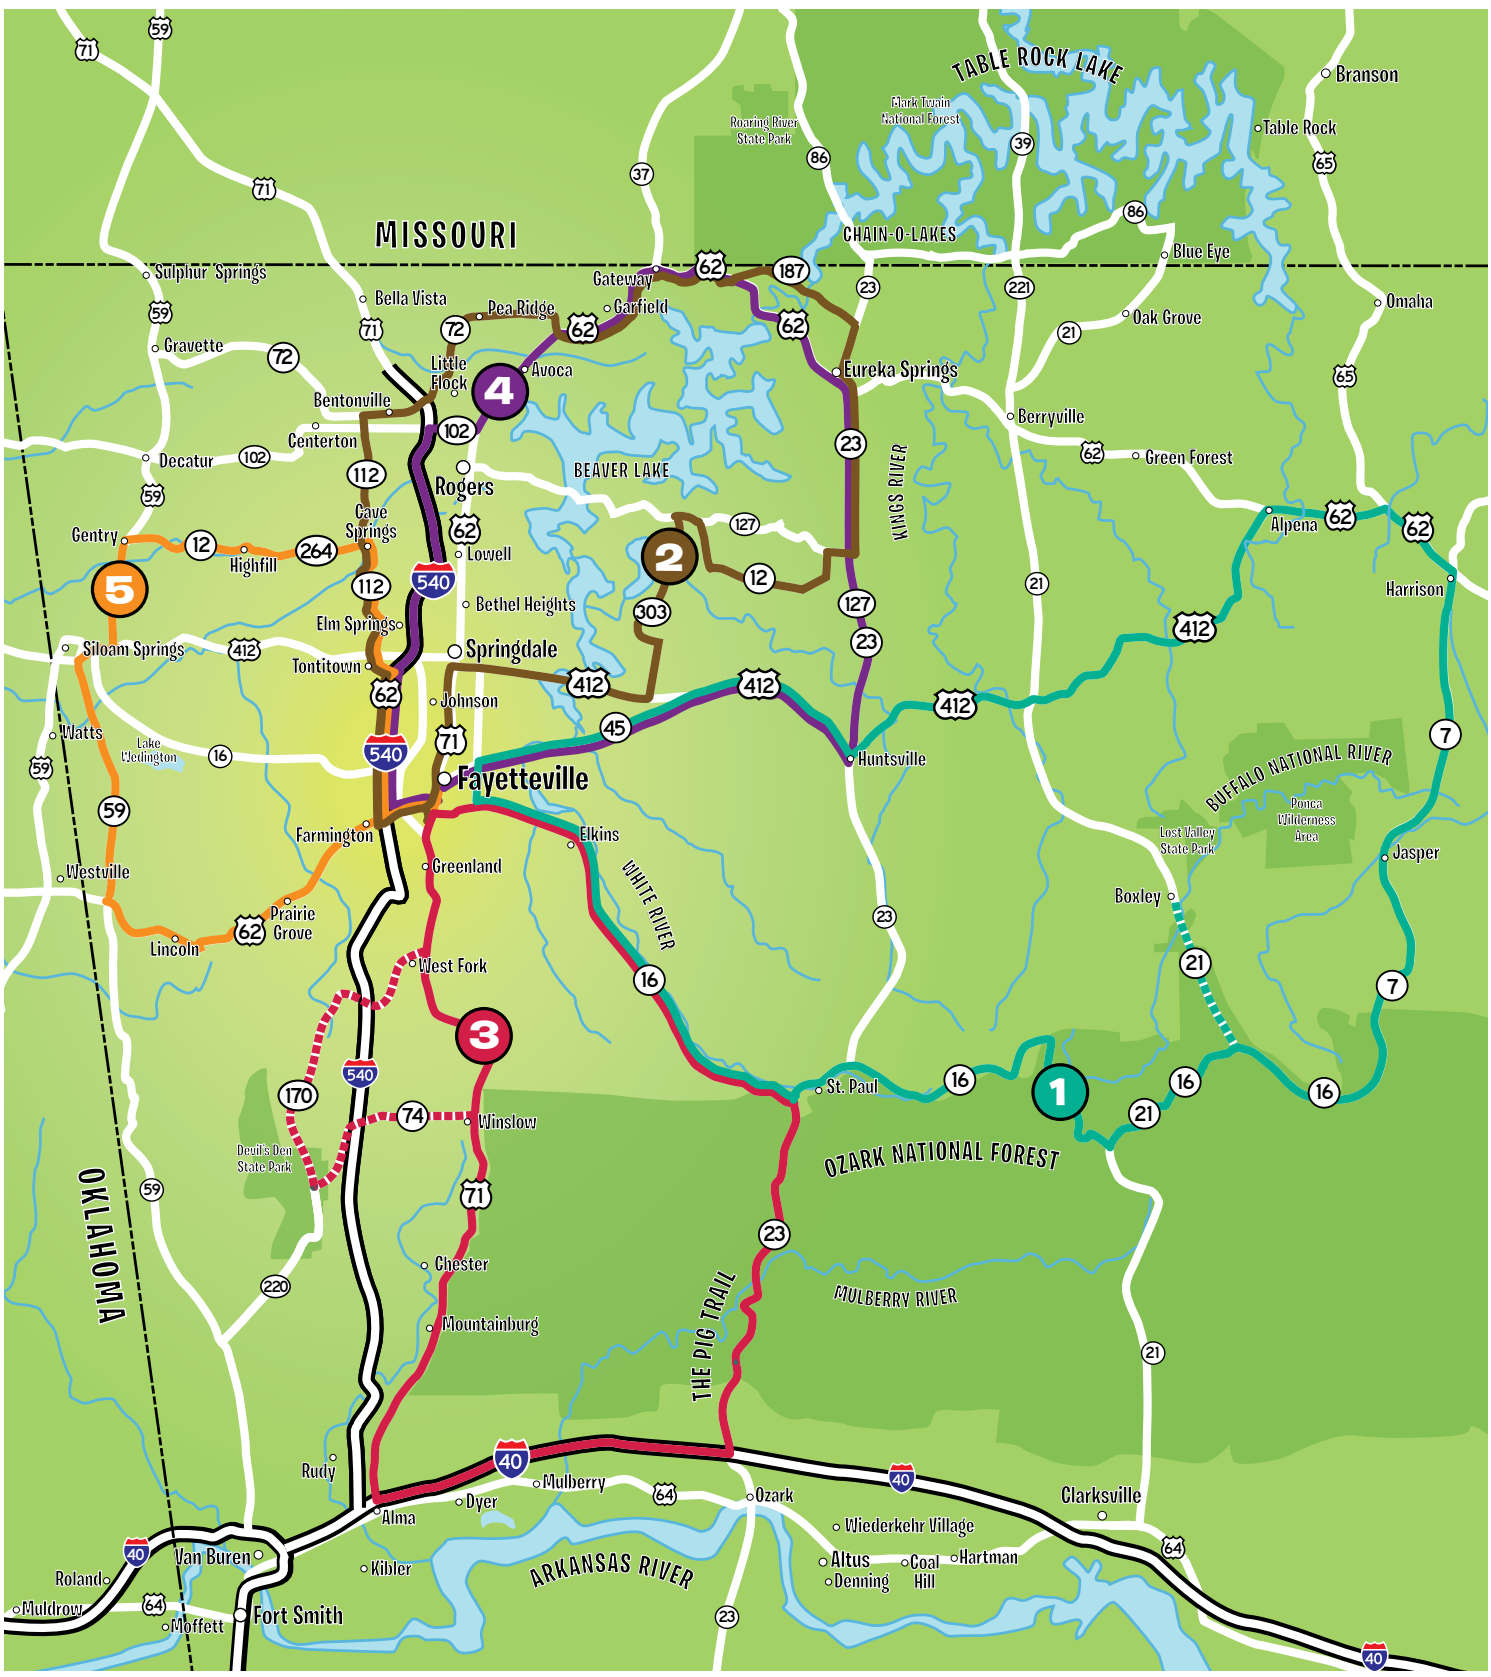 59
71
TABLE ROCK LAKE
Branson
Mark Twain
National Forest
Roaring River
State Park
Table Rock
39
86
65
37
71
86
MISSOURI
CHAIN-O-LAKES
Blue Eye
62
187
Sulphur Springs
Gateway
23
221
Bella Vista
Garfield
Omaha
59
Pea Ridge
Oak Grove
71
72
62
62
21
Gravette
72
Little
Flock
Avoca
Eureka Springs
65
4
Bentonville
Berryville
Centerton
102
23
Decatur
102
62
Green Forest
112
BEAVER LAKE
KINGS RIVER
Rogers
59
Cave
Springs
62
127
Alpena
62
62
Gentry
12
Highfill
264
Lowell
2
12
5
112
540
21
Harrison
Bethel Heights
303
127
Elm Springs
412
23
Siloam Springs
412
Springdale
Tontitown
62
412
412
412
Johnson
45
Watts
Lake
Wedington
16
540
71
7
59
Huntsville
BUFFALO NATIONAL RIVER
Fayetteville
59
Ponca
Wilderness
Area
Farmington
Elkins
Lost Valley
State Park
Westville
Greenland
Jasper
WHITE RIVER
Boxley
Prairie
Grove
62
23
Lincoln
West Fork
21
16
7
3
540
170
St. Paul
16
1
16
16
74
Winslow
21
Devil's Den
State Park
OZARK NATIONAL FOREST
OKLAHOMA
59
71
23
Chester
220
MULBERRY RIVER
THE PIG TRAIL
Mountainburg
21
40
Rudy
40
Mulberry
64
Ozark
Clarksville
Dyer
Alma
Wiederkehr Village
40
Van Buren
Kibler
ARKANSAS RIVER
Altus
Coal
Hill
Hartman
64
Denning
Roland
Muldrow
64
Moffett
Fort Smith
23
40